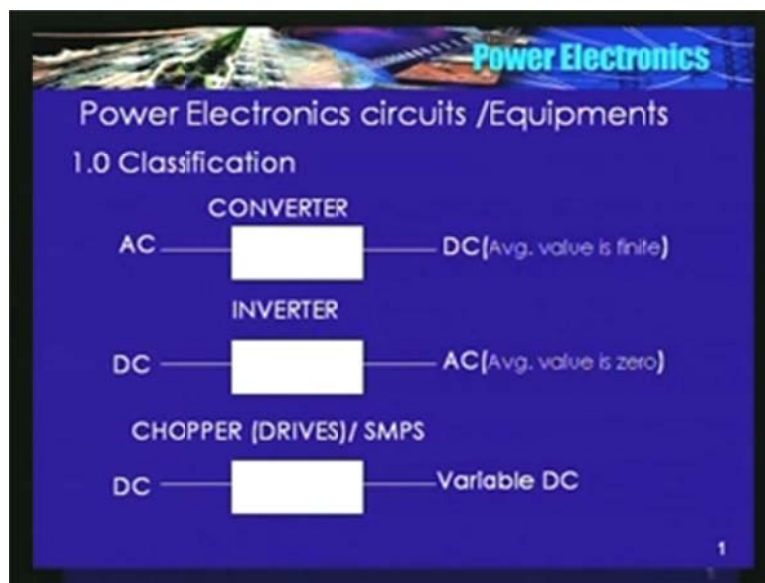 Power Electronics
Power Electronics circuits /Equipments
1.0 Classification
CONVERTER
AC DC(Avg. value is finite)
INVERTER
DC AC(Avg. value is zero)
CHOPPER (DRIVES)/ SMPS
DC Variable DC
1